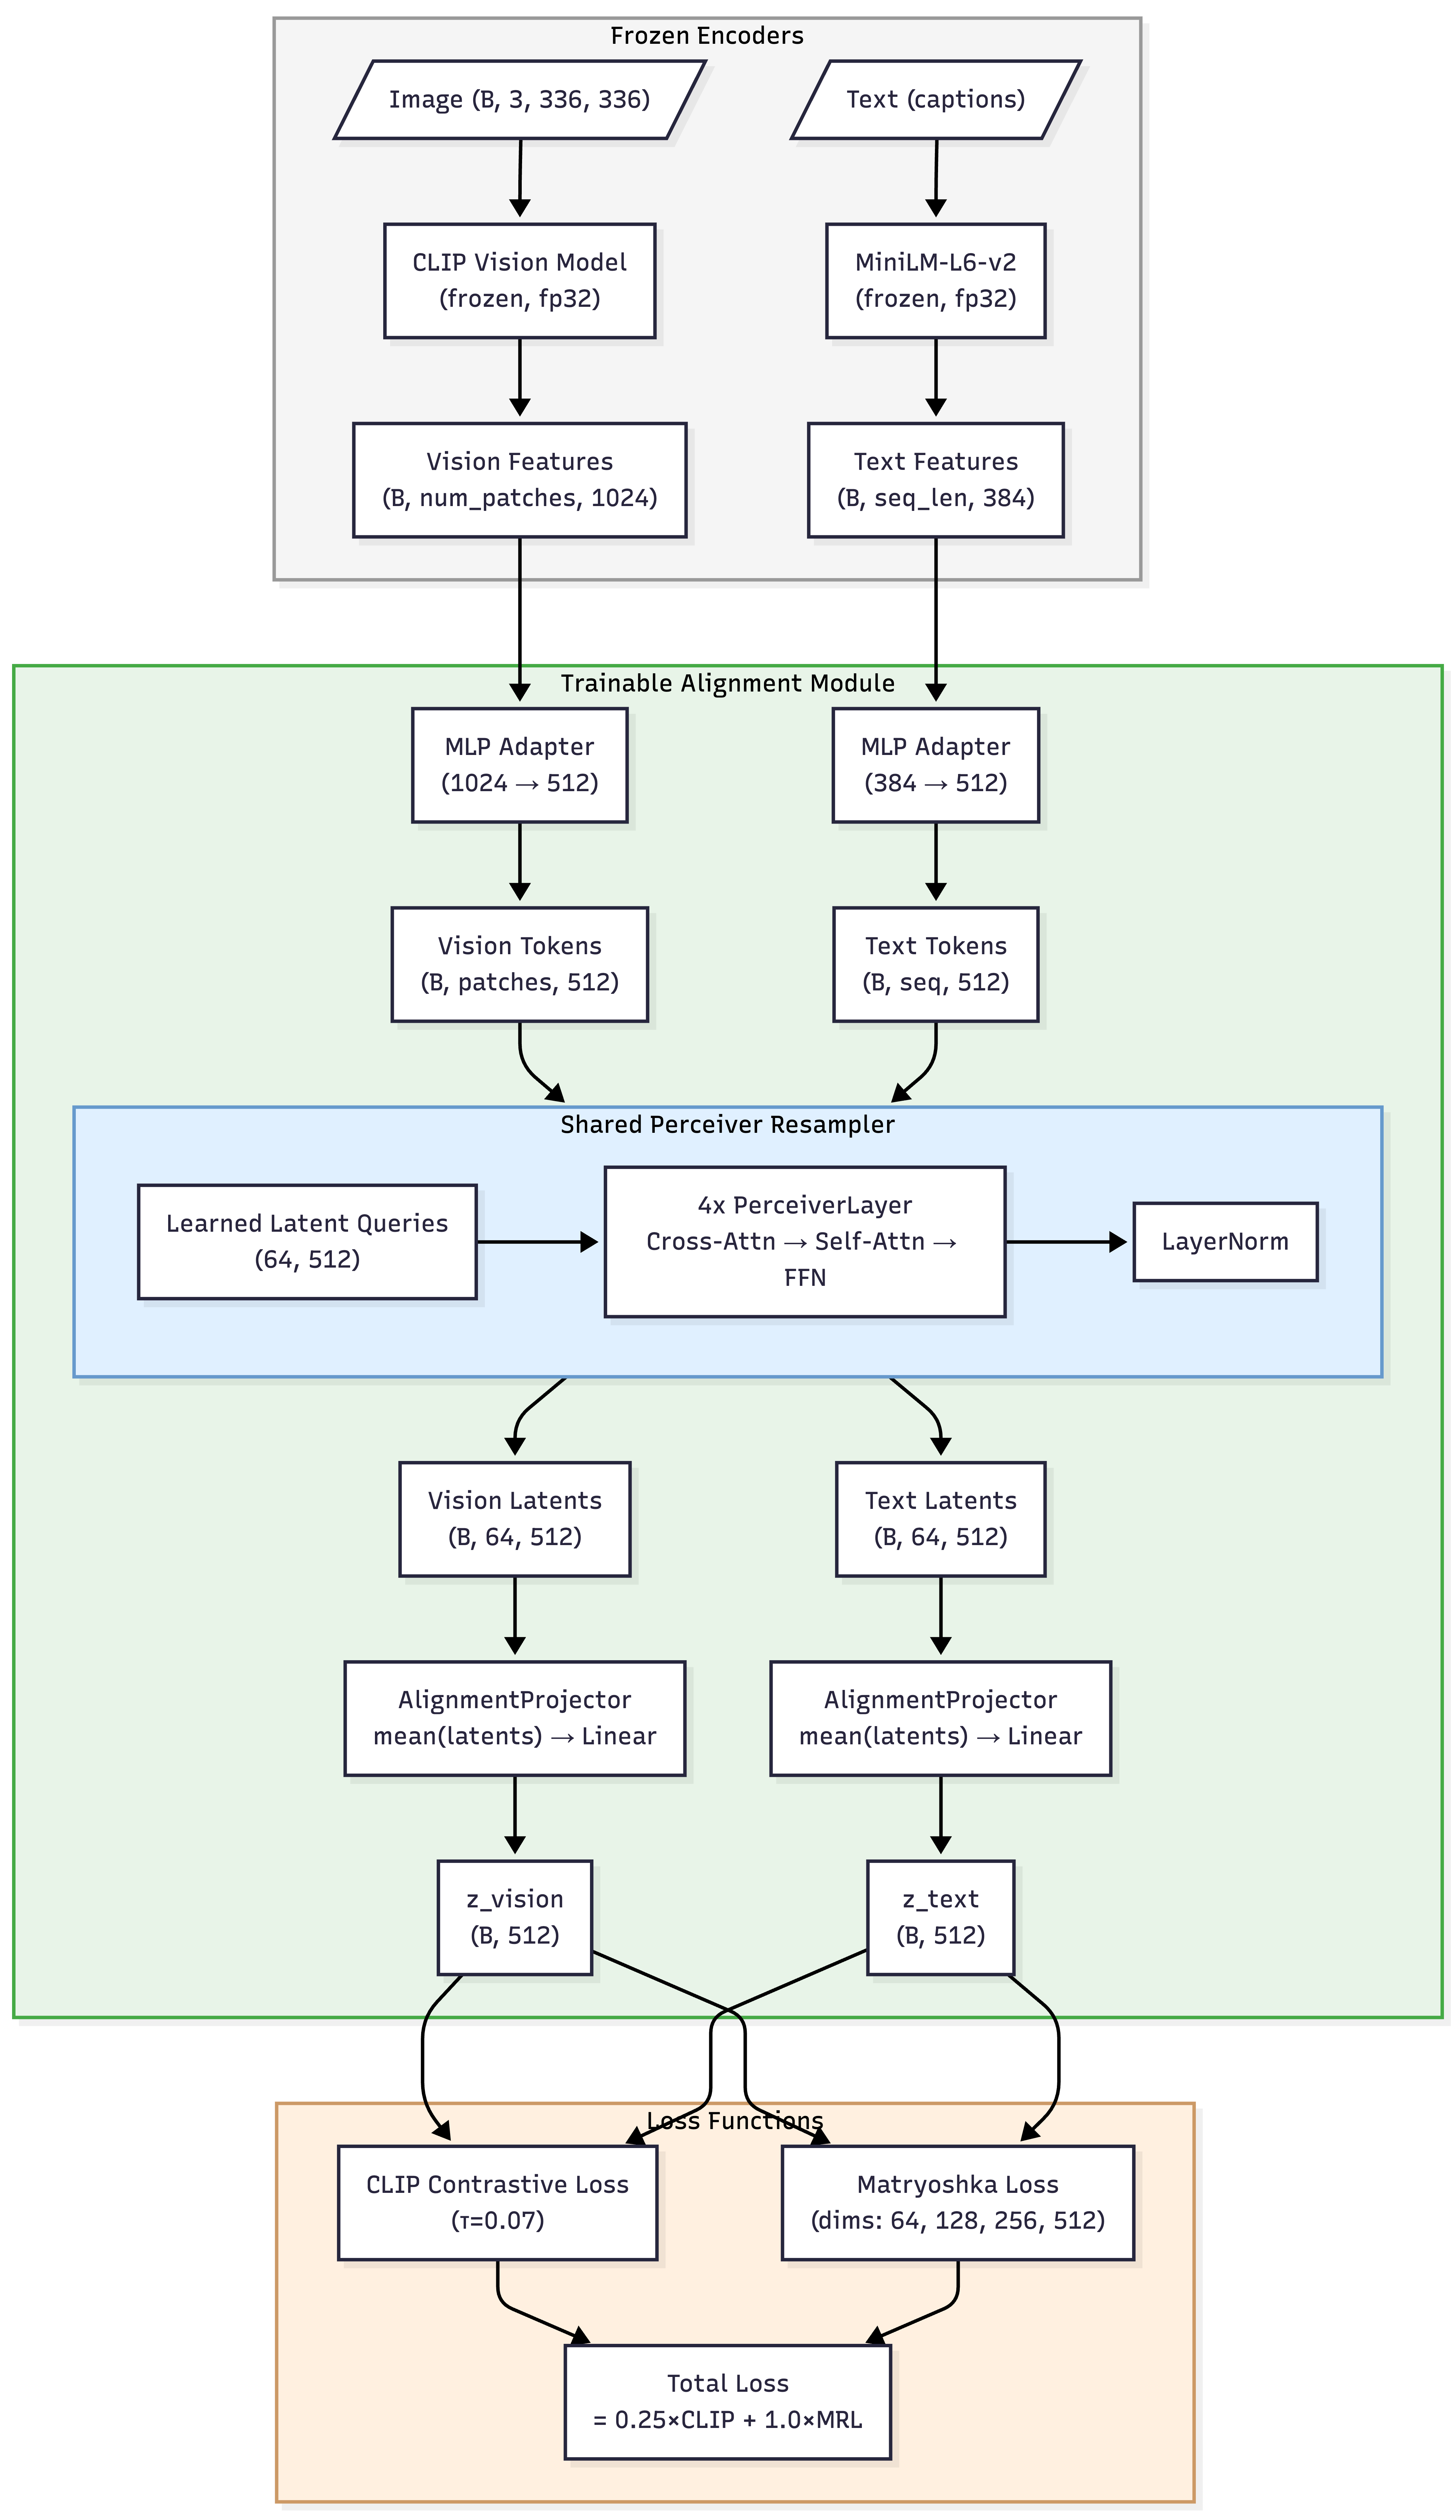 Frozen Encoders
Image (B, 3, 336, 336)
Text (captions)
CLIP Vision Model
(frozen, fp32)
MiniLM-L6-v2
(frozen, fp32)
Vision Features
(B, num_patches, 1024)
Text Features
(B, seq_len, 384)
Trainable Alignment Module
MLP Adapter
(1024 → 512)
MLP Adapter
(384 → 512)
Vision Tokens
(B, patches, 512)
Text Tokens
(B, seq, 512)
Shared Perceiver Resampler
Learned Latent Queries
(64, 512)
4x PerceiverLayer
Cross-Attn → Self-Attn →
FFN
LayerNorm
Vision Latents
(B, 64, 512)
Text Latents
(B, 64, 512)
AlignmentProjector
mean(latents) → Linear
AlignmentProjector
mean(latents) → Linear
z_vision
(B, 512)
z_text
(B, 512)
Loss Functions
CLIP Contrastive Loss
(τ=0.07)
Matryoshka Loss
(dims: 64, 128, 256, 512)
Total Loss
= 0.25×CLIP + 1.0×MRL